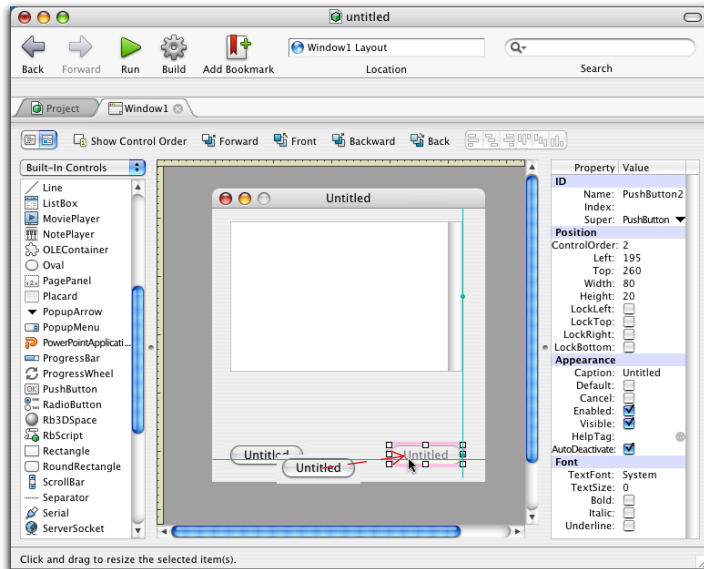 untitled
Back Forward Run Build Add Bookmark
Window1 Layout
Location
Search
Project Window1
Show Control Order Forward Front Backward Back
Built-In Controls
Line
ListBox
MoviePlayer
NotePlayer
OLEContainer
Oval
PagePanel
Placard
PopupArrow
PopupMenu
PowerPointApplicati...
ProgressBar
ProgressWheel
PushButton
RadioButton
Rb3DSpace
RbScript
Rectangle
RoundRectangle
ScrollBar
Separator
Serial
ServerSocket
Untitled
Untitled
Untitled
Untitled
Property Value
ID
Name: PushButton2
Index:
Super: PushButton
Position
ControlOrder: 2
Left: 195
Top: 260
Width: 80
Height: 20
LockLeft:
LockTop:
LockRight:
LockBottom:
Appearance
Caption: Untitled
Default:
Cancel:
Enabled:
Visible:
HelpTag:
AutoDeactivate:
Font
TextFont: System
TextSize: 0
Bold:
Italic:
Underline:
Click and drag to resize the selected item(s).